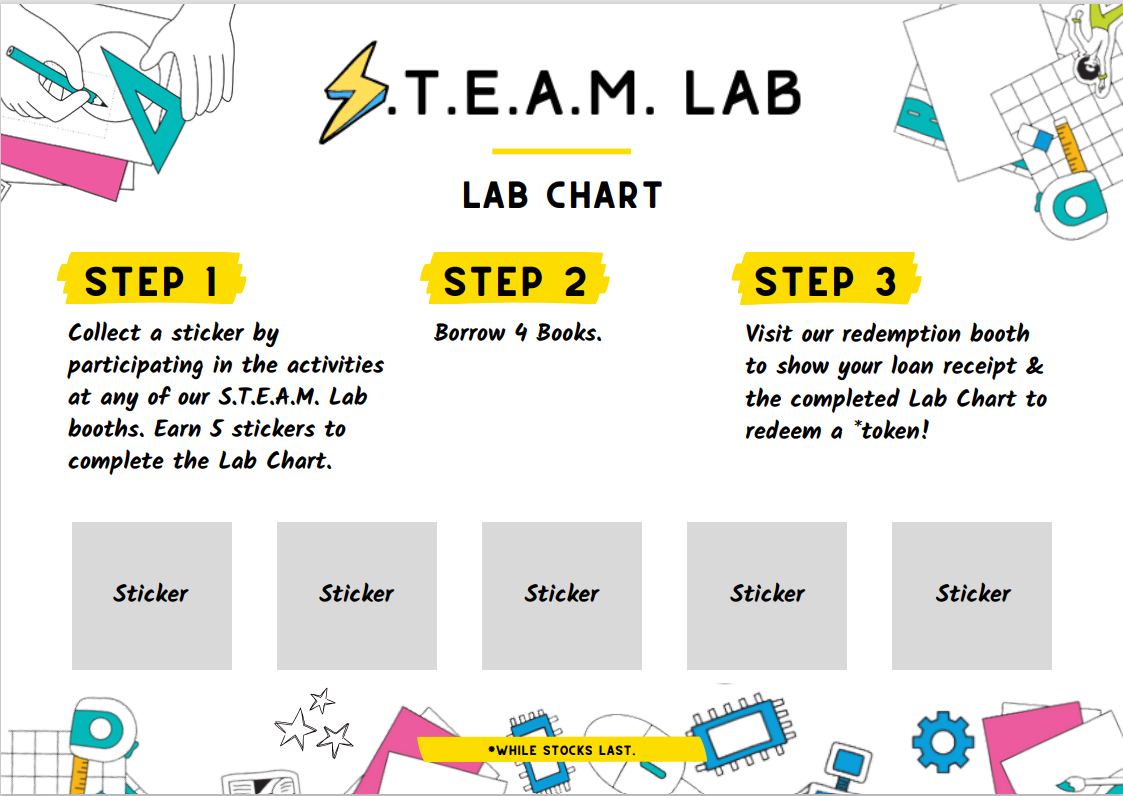 S.T.E.A.M. LAB
LAB CHART
STEP 1
Collect a sticker by
participating in the activities
at any of our S.T.E.A.M. Lab
booths. Earn 5 stickers to
complete the Lab Chart.
STEP 2
Borrow 4 Books.
STEP 3
Visit our redemption booth
to show your loan receipt &
the completed Lab Chart to
redeem a *token!
Sticker
Sticker
Sticker
Sticker
Sticker
*WHILE STOCKS LAST.